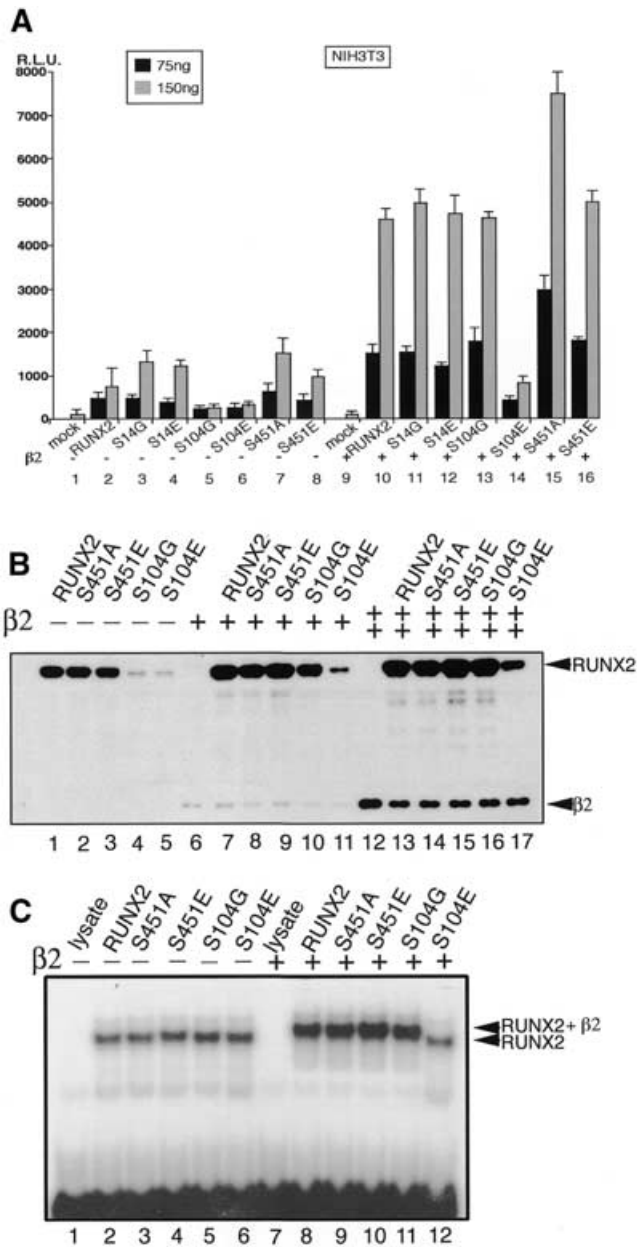 A
R.L.U.
NIH3T3
75ng
150ng
8000
7000
6000
5000
4000
3000
2000
1000
0
mock RUNX2 S14G S14E S104G S104E S451A S451E mock RUNX2 S14G S14E S104G S104E S451A S451E
β2 - - - - - - - + + + + + + + +
1 2 3 4 5 6 7 8 9 10 11 12 13 14 15 16
B
RUNX2 S451A S451E S104G S104E RUNX2 S451A S451E S104G S104E RUNX2 S451A S451E S104G S104E
β2 - - - - - + + + + + + ++ ++ ++ ++ ++ ++
RUNX2
β2
1 2 3 4 5 6 7 8 9 10 11 12 13 14 15 16 17
C
lysate RUNX2 S451A S451E S104G S104E lysate RUNX2 S451A S451E S104G S104E
β2 - - - - - - + + + + + +
RUNX2 + β2
RUNX2
1 2 3 4 5 6 7 8 9 10 11 12